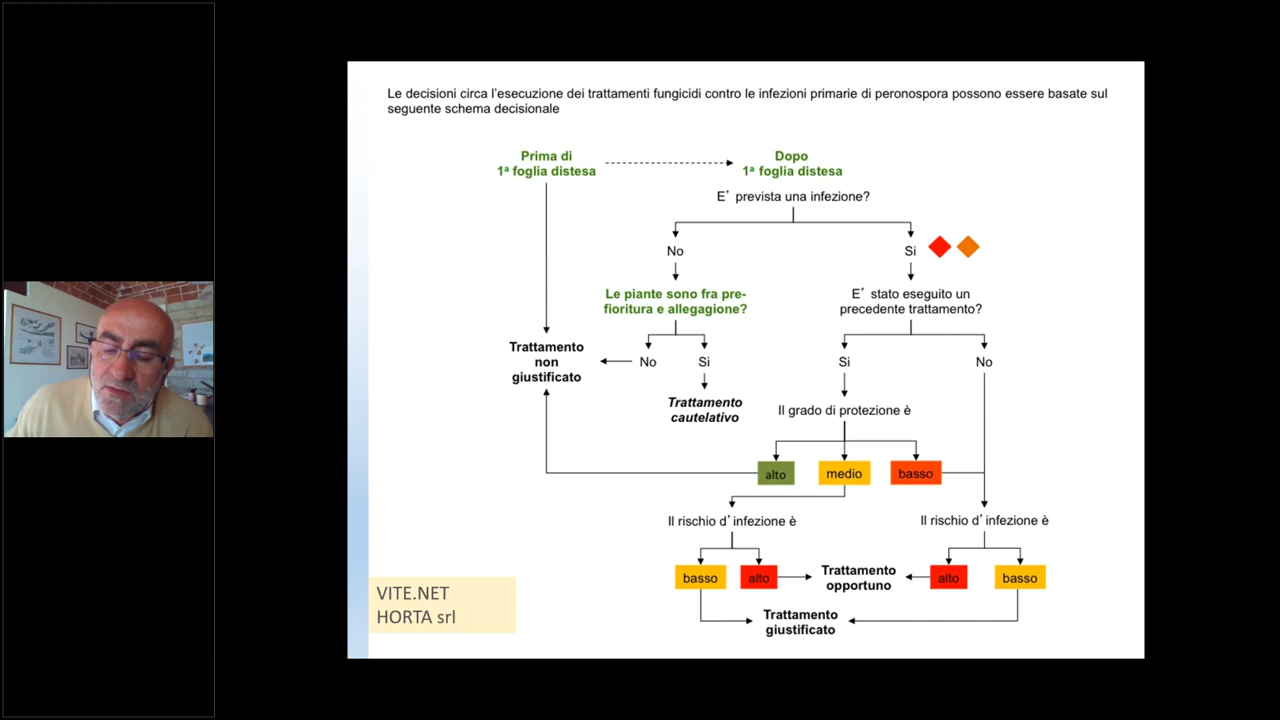 Le decisioni circa l'esecuzione dei trattamenti fungicidi contro le infezioni primarie di peronospora possono essere basate sul
seguente schema decisionale
Prima di
1ª foglia distesa
Dopo
1ª foglia distesa
E' prevista una infezione?
No
Si
Le piante sono fra pre-
fioritura e allegagione?
E' stato eseguito un
precedente trattamento?
Trattamento
non
giustificato
No
Si
Si
No
Trattamento
cautelativo
Il grado di protezione è
alto
medio
basso
Il rischio d'infezione è
Il rischio d'infezione è
basso
alto
Trattamento
opportuno
alto
basso
Trattamento
giustificato
VITE.NET
HORTA srl